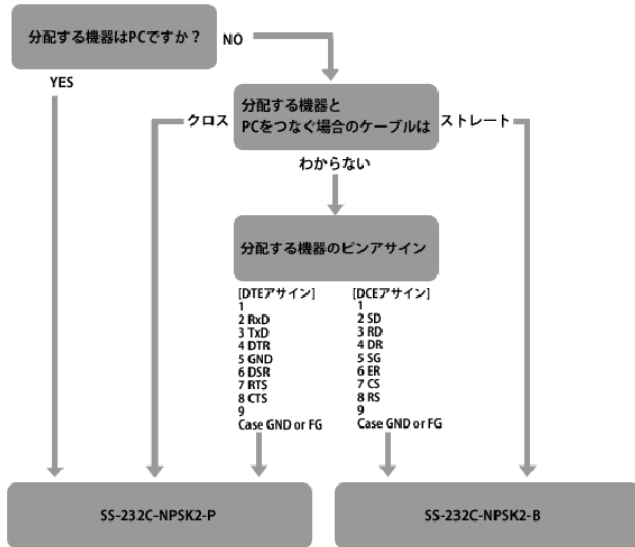 分配する機器はPCですか？
NO
YES
分配する機器と
PCをつなぐ場合のケーブルは
クロス
ストレート
わからない
分配する機器のピンアサイン
[DTEアサイン]
1
2 RxD
3 TxD
4 DTR
5 GND
6 DSR
7 RTS
8 CTS
9
Case GND or FG
[DCEアサイン]
1
2 SD
3 RD
4 DR
5 SG
6 ER
7 CS
8 RS
9
Case GND or FG
SS-232C-NPSK2-P
SS-232C-NPSK2-B